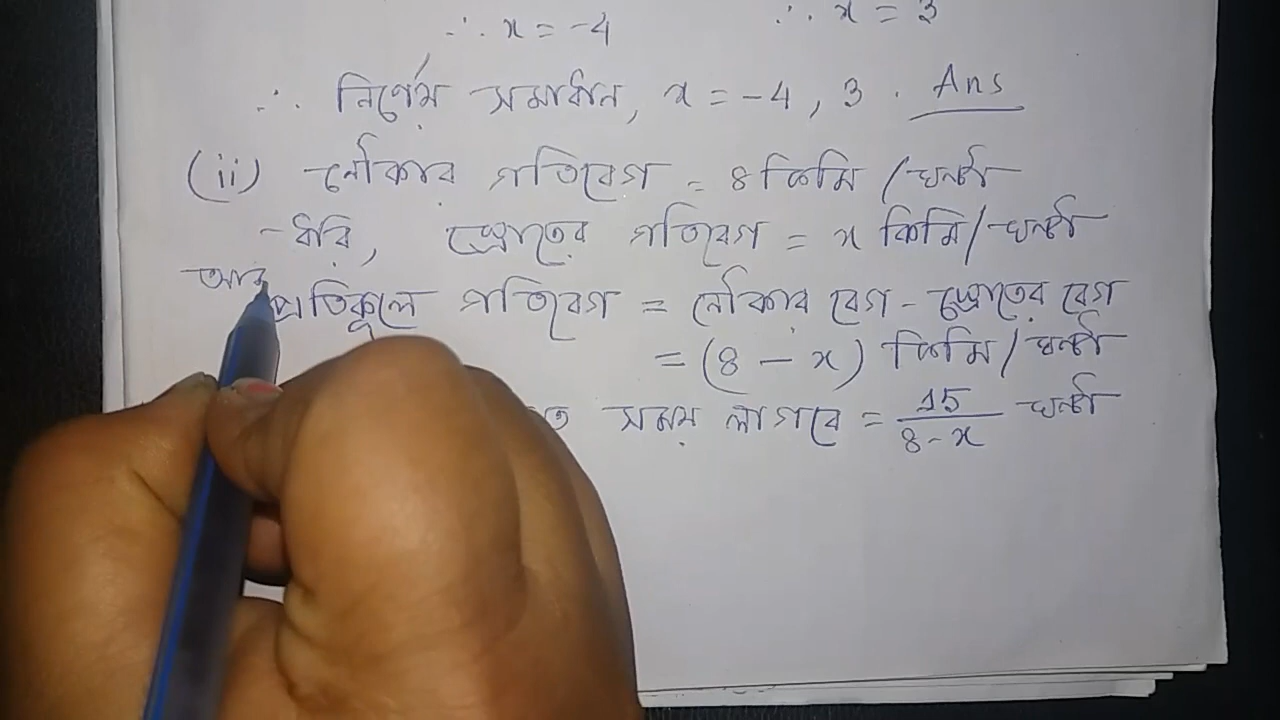 ∴ x = -4 ∴ x = 3
∴ নির্ণেয় সমাধান, x = -4, 3. Ans
(ii) নৌকার গতিবেগ = 8 কিমি/ঘন্টা
ধরি, স্রোতের গতিবেগ = x কিমি/ঘন্টা
প্রতিকূলে গতিবেগ = নৌকার বেগ - স্রোতের বেগ
= (8 - x) কিমি/ঘন্টা
সময় লাগবে = 15/(8-x) ঘন্টা